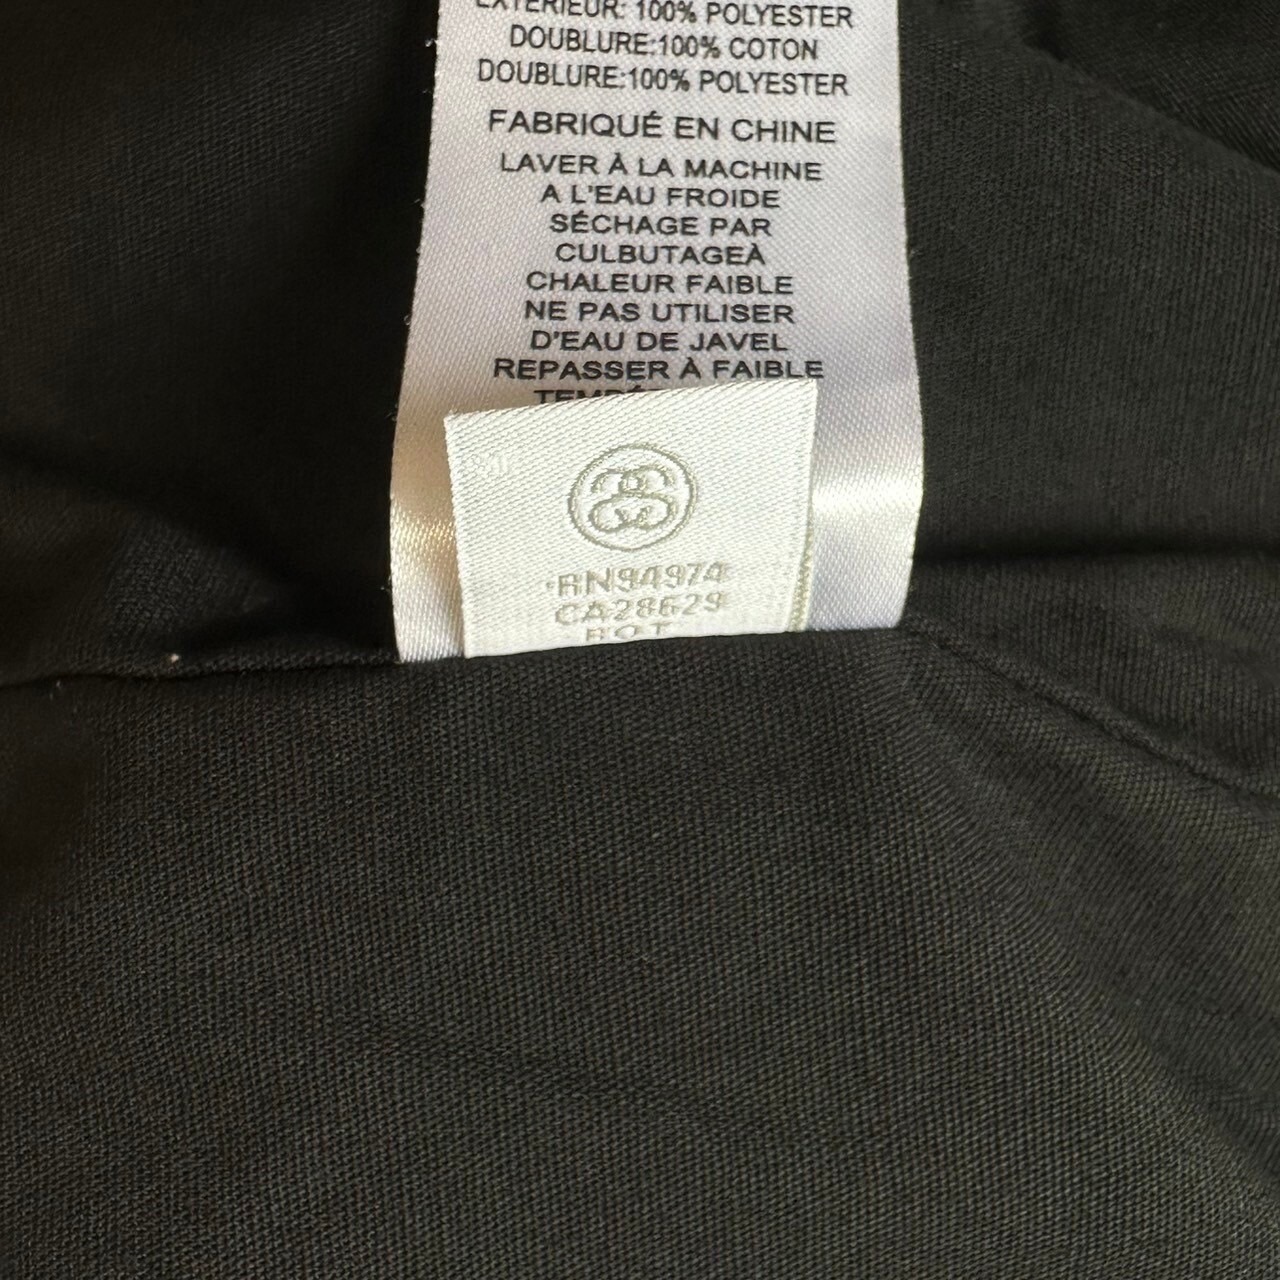 EXTÉRIEUR: 100% POLYESTER
DOUBLURE:100% COTON
DOUBLURE:100% POLYESTER
FABRIQUÉ EN CHINE
LAVER À LA MACHINE
A L'EAU FROIDE
SÉCHAGE PAR
CULBUTAGEÀ
CHALEUR FAIBLE
NE PAS UTILISER
D'EAU DE JAVEL
REPASSER À FAIBLE
RN94974
CA28629